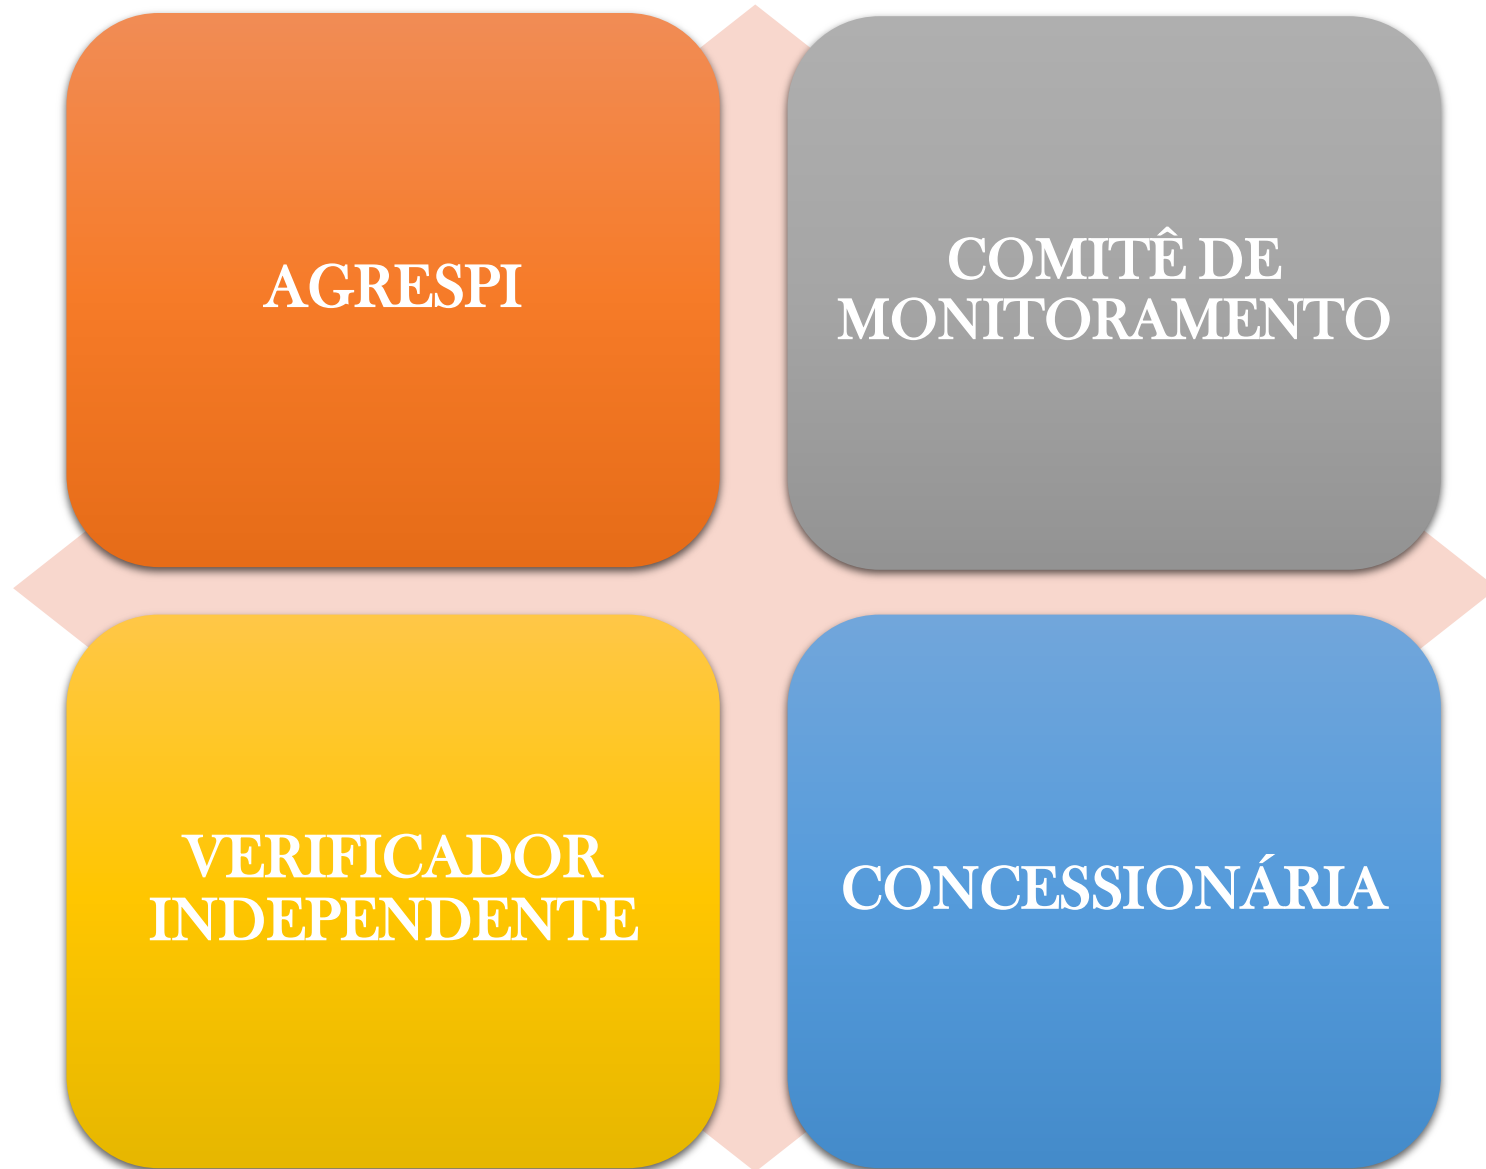 AGRESPI
COMITÊ DE
MONITORAMENTO
VERIFICADOR
INDEPENDENTE
CONCESSIONÁRIA